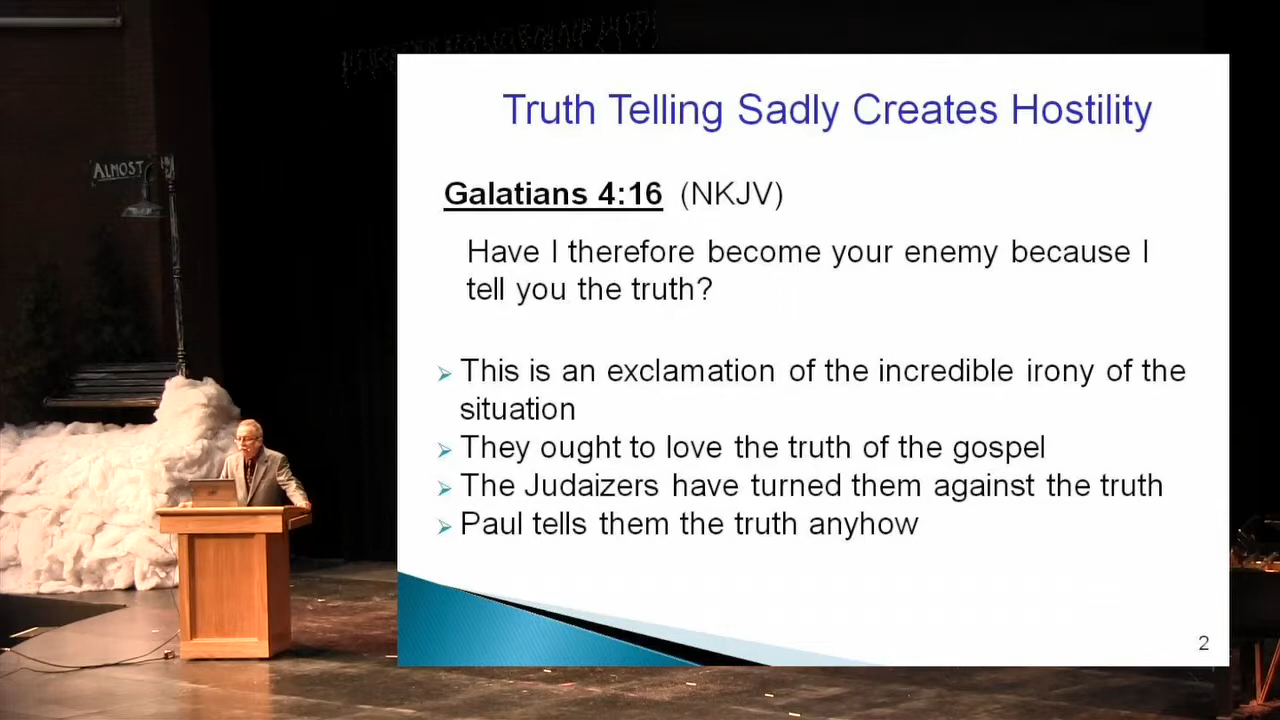 ALMOST
Truth Telling Sadly Creates Hostility
Galatians 4:16 (NKJV)
Have I therefore become your enemy because I
tell you the truth?
➢ This is an exclamation of the incredible irony of the
situation
➢ They ought to love the truth of the gospel
➢ The Judaizers have turned them against the truth
➢ Paul tells them the truth anyhow
2